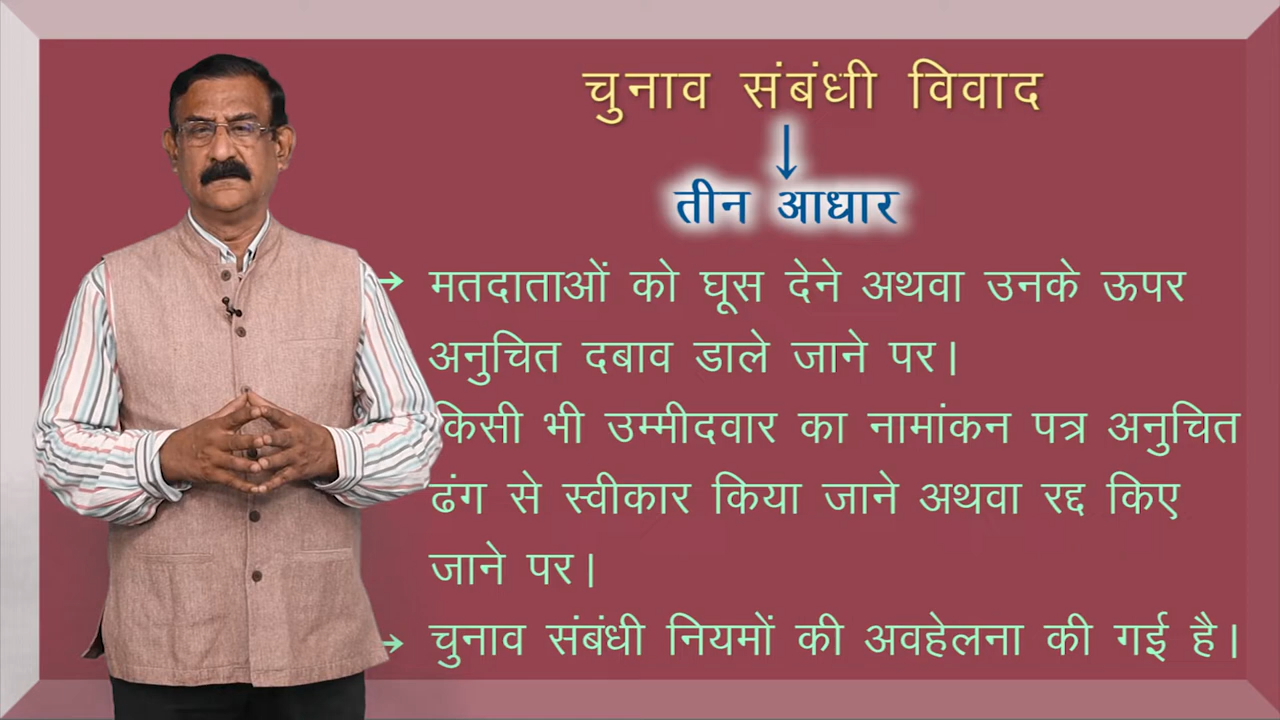 चुनाव संबंधी विवाद
↓
तीन आधार
→ मतदाताओं को घूस देने अथवा उनके ऊपर
अनुचित दबाव डाले जाने पर।
किसी भी उम्मीदवार का नामांकन पत्र अनुचित
ढंग से स्वीकार किया जाने अथवा रद्द किए
जाने पर।
→ चुनाव संबंधी नियमों की अवहेलना की गई है।